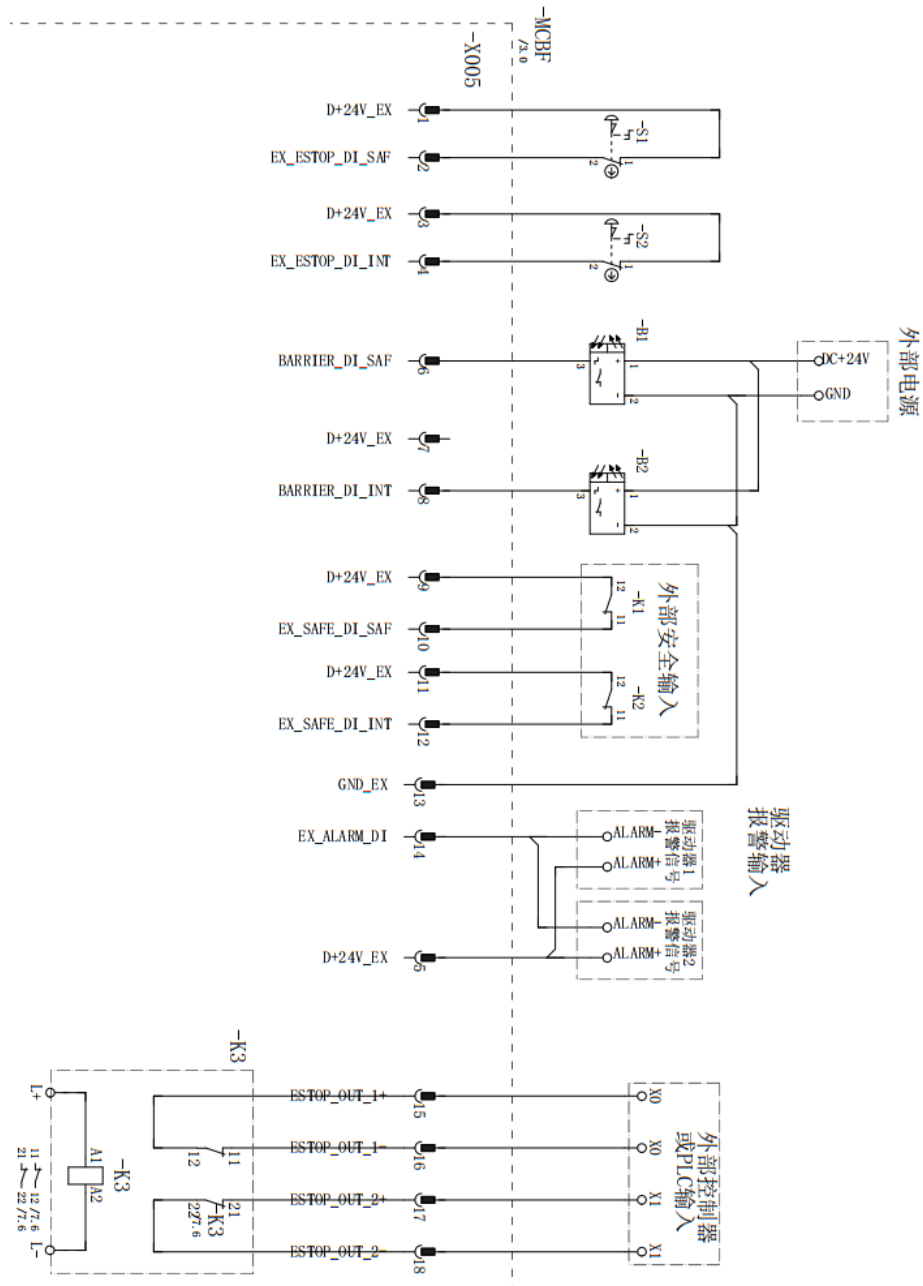 -MCBF
/3.0
-X005
D+24V_EX
1
-S1
1
2
EX_ESTOP_DI_SAF
2
D+24V_EX
3
-S2
1
2
EX_ESTOP_DI_INT
4
外部电源
DC+24V
GND
-B1
BARRIER_DI_SAF
6
3
1
+
2
-
D+24V_EX
7
-B2
BARRIER_DI_INT
8
3
1
+
2
-
外部安全输入
D+24V_EX
9
12
-K1
11
EX_SAFE_DI_SAF
10
D+24V_EX
11
12
-K2
11
EX_SAFE_DI_INT
12
GND_EX
13
驱动器
报警输入
EX_ALARM_DI
14
驱动器1
报警信号
ALARM-
ALARM+
驱动器2
报警信号
ALARM-
ALARM+
D+24V_EX
5
-K3
外部控制器
或PLC输入
ESTOP_OUT_1+
15
X0
ESTOP_OUT_1-
16
X0
12
11
ESTOP_OUT_2+
17
X1
21
22
-K3
/7.6
ESTOP_OUT_2-
18
X1
L+
A1
-K3
A2
L-
11
12 /7.6
21
22 /7.6